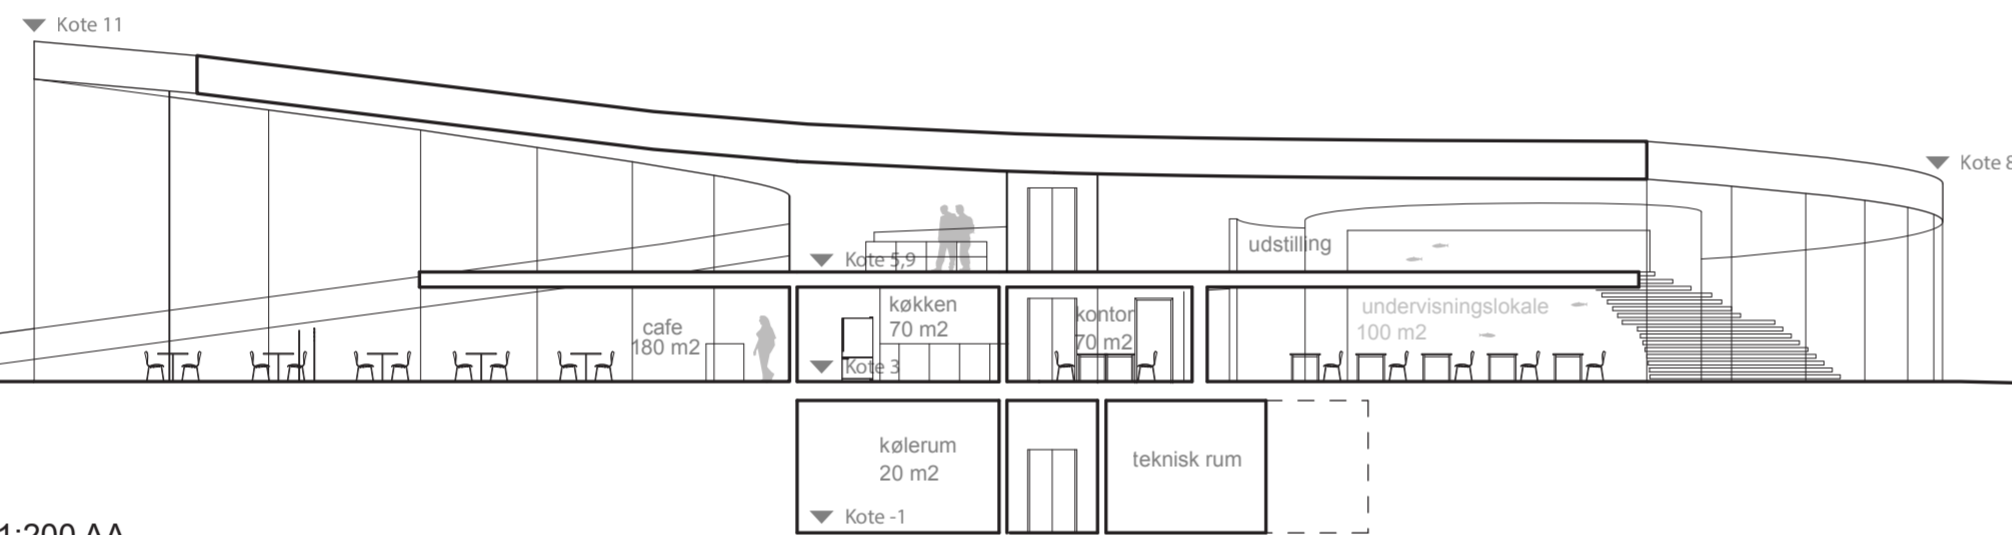 Kote 11
Kote 8
udstilling
Kote 5,9
køkken
70 m2
kontor
70 m2
undervisningslokale
100 m2
cafe
180 m2
Kote 3
kølerum
20 m2
teknisk rum
Kote -1
1:200 AA